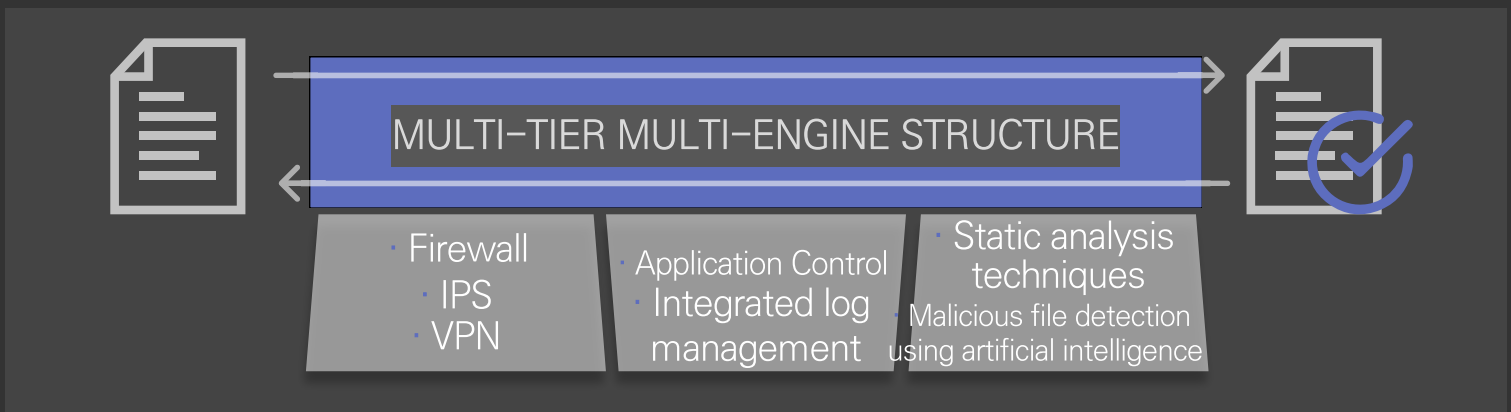 MULTI-TIER MULTI-ENGINE STRUCTURE
· Firewall
· IPS
· VPN
· Application Control
· Integrated log
management
· Static analysis
techniques
· Malicious file detection
using artificial intelligence